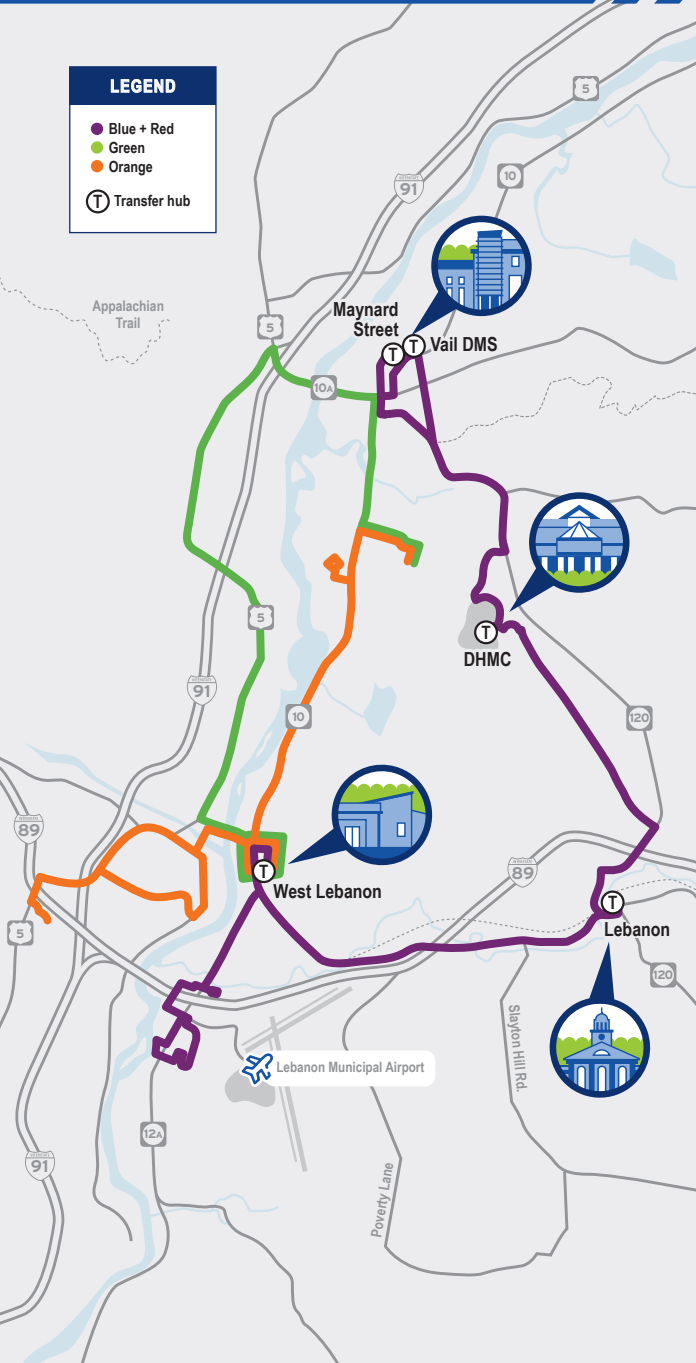 LEGEND
Blue + Red
Green
Orange
T Transfer hub
5
10
91
Appalachian
Trail
Maynard
Street
T
T
Vail DMS
5
10A
5
T
DHMC
91
10
120
89
T
West Lebanon
89
5
T
Lebanon
120
Slayton Hill Rd.
Lebanon Municipal Airport
12A
91
Poverty Lane